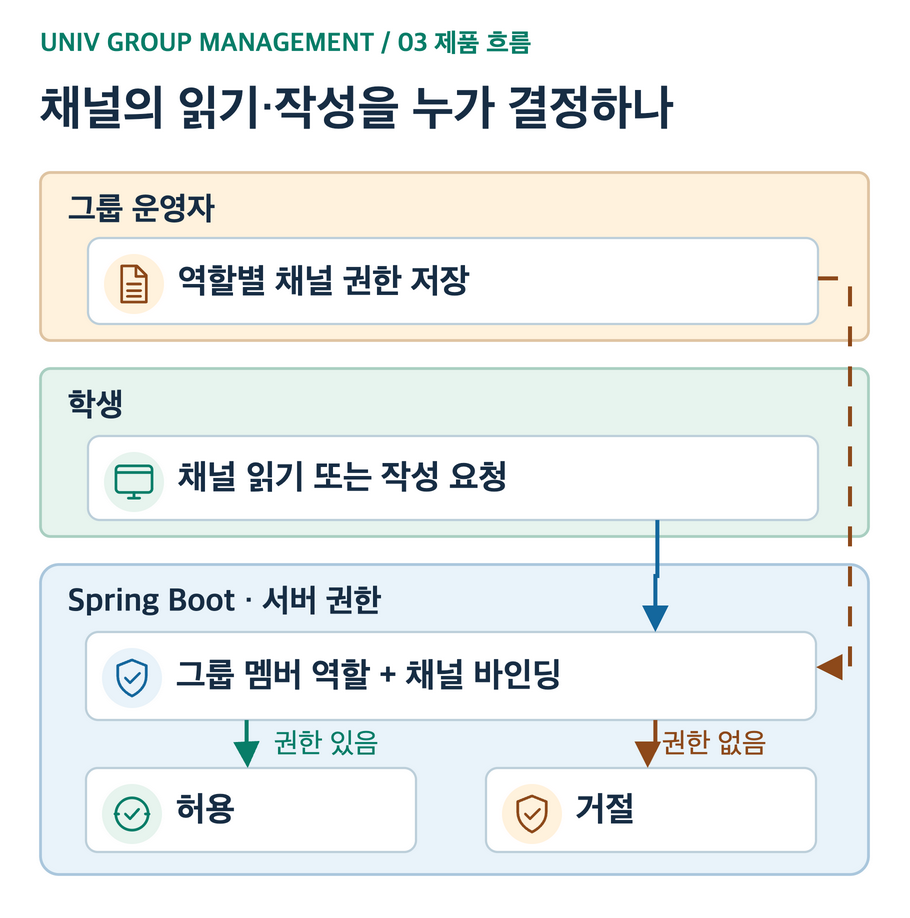 UNIV GROUP MANAGEMENT / 03 제품 흐름
채널의 읽기·작성을 누가 결정하나
그룹 운영자
역할별 채널 권한 저장
학생
채널 읽기 또는 작성 요청
Spring Boot · 서버 권한
그룹 멤버 역할 + 채널 바인딩
권한 있음
권한 없음
허용
거절